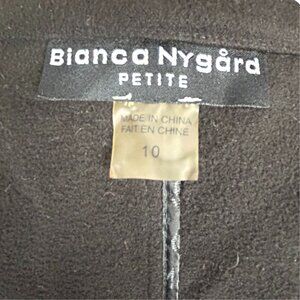 Bianca Nygård
PETITE
MADE IN CHINA
FAIT EN CHINE
10